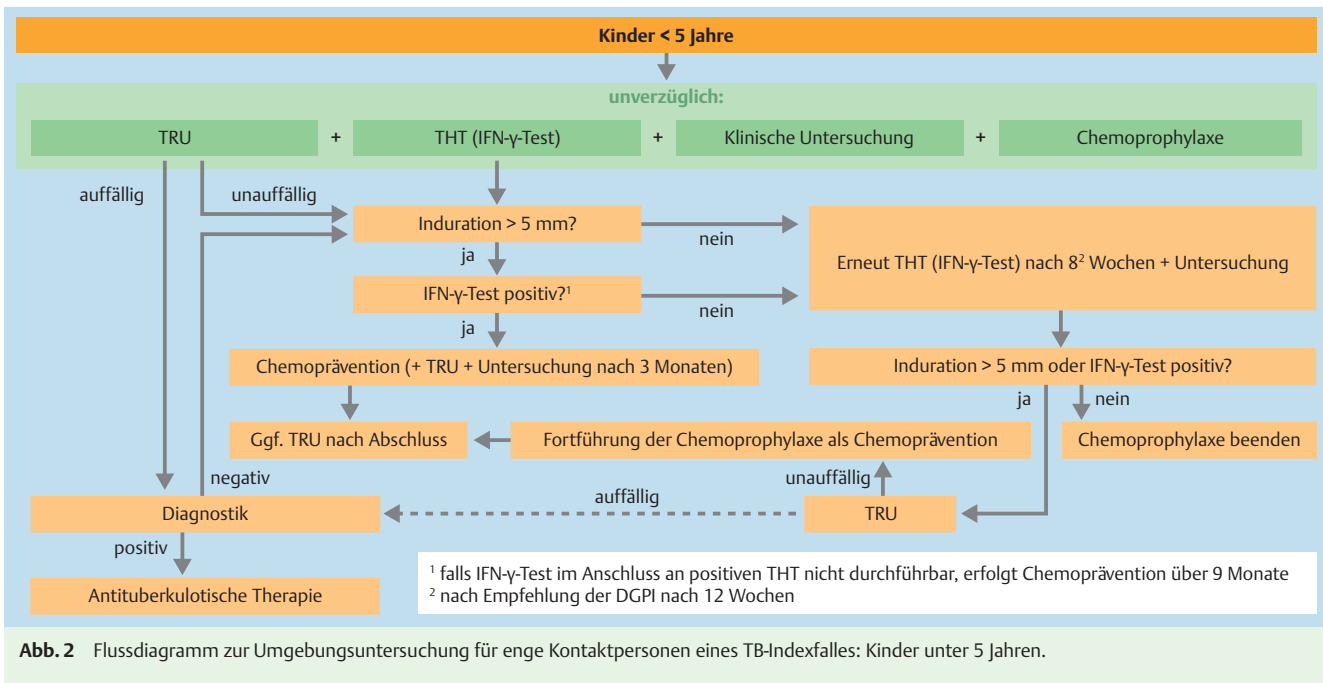 Kinder < 5 Jahre
unverzüglich:
TRU + THT (IFN-γ-Test) + Klinische Untersuchung + Chemoprophylaxe
auffällig
unauffällig
Induration > 5 mm?
nein
ja
Erneut THT (IFN-γ-Test) nach 8² Wochen + Untersuchung
IFN-γ-Test positiv?¹
nein
ja
Chemoprävention (+ TRU + Untersuchung nach 3 Monaten)
Induration > 5 mm oder IFN-γ-Test positiv?
ja
nein
Ggf. TRU nach Abschluss
Fortführung der Chemoprophylaxe als Chemoprävention
Chemoprophylaxe beenden
negativ
unauffällig
auffällig
Diagnostik
TRU
positiv
Antituberkulotische Therapie
¹ falls IFN-γ-Test im Anschluss an positiven THT nicht durchführbar, erfolgt Chemoprävention über 9 Monate
² nach Empfehlung der DGPI nach 12 Wochen
Abb. 2 Flussdiagramm zur Umgebungsuntersuchung für enge Kontaktpersonen eines TB-Indexfalles: Kinder unter 5 Jahren.